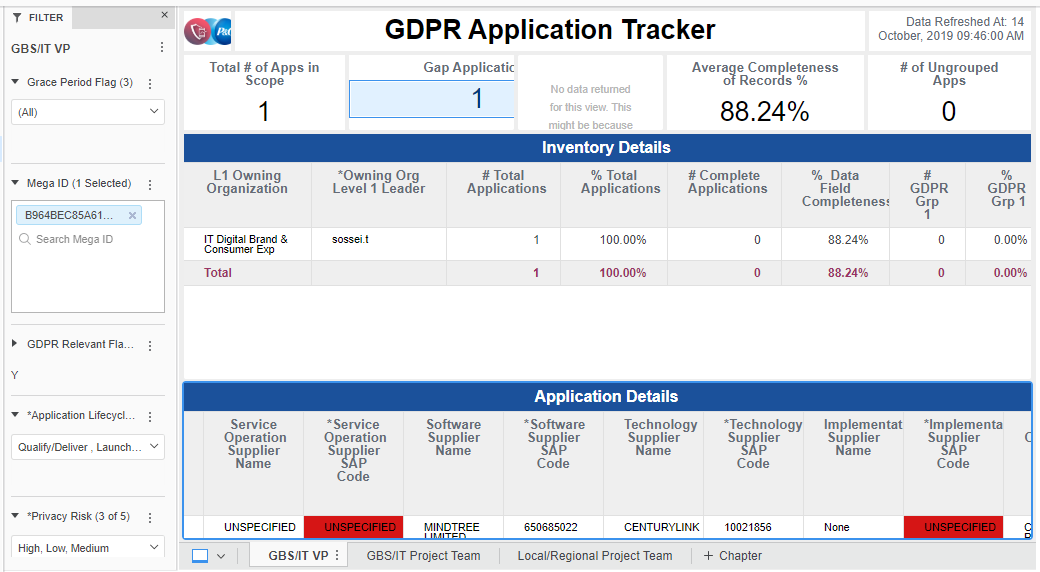 FILTER
GBS/IT VP
Grace Period Flag (3)
(All)
Mega ID (1 Selected)
B964BEC85A61...
Search Mega ID
GDPR Relevant Fla...
Y
*Application Lifecycl...
Qualify/Deliver , Launch...
*Privacy Risk (3 of 5)
High, Low, Medium
P&G
GDPR Application Tracker
Data Refreshed At: 14
October, 2019 09:46:00 AM
Total # of Apps in
Scope
1
Gap Applicatic
1
No data returned
for this view. This
might be because
Average Completeness
of Records %
88.24%
# of Ungrouped
Apps
0
Inventory Details
L1 Owning
Organization
*Owning Org
Level 1 Leader
# Total
Applications
% Total
Applications
# Complete
Applications
% Data
Field
Completeness
#
GDPR
Grp
1
%
GDPR
Grp 1
IT Digital Brand &
Consumer Exp
sossei.t
1
100.00%
0
88.24%
0
0.00%
Total
1
100.00%
0
88.24%
0
0.00%
Application Details
Service
Operation
Supplier
Name
*Service
Operation
Supplier
SAP
Code
Software
Supplier
Name
*Software
Supplier
SAP
Code
Technology
Supplier
Name
*Technology
Supplier
SAP
Code
Implementat
Supplier
Name
*Implementa
Supplier
SAP
Code
C
UNSPECIFIED
UNSPECIFIED
MINDTREE
LIMITED
650685022
CENTURYLINK
10021856
None
UNSPECIFIED
GBS/IT VP
GBS/IT Project Team
Local/Regional Project Team
+ Chapter